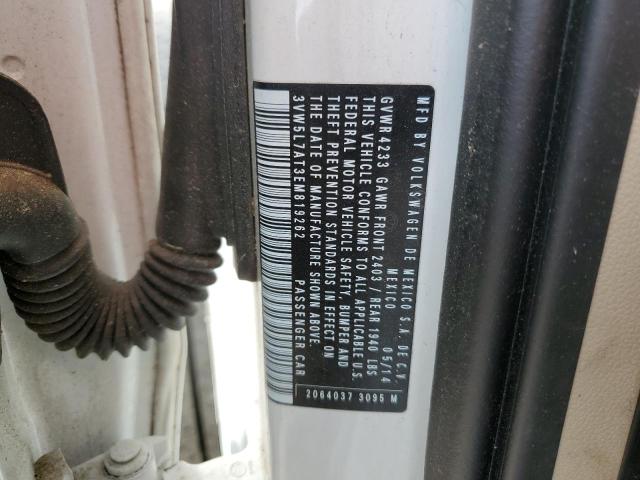 MFD BY VOLKSWAGEN DE MEXICO S.A. DE C.V.
MEXICO 05/14
GVWR 4233 GAWR FRONT 2403 // REAR 1940 LBS
THIS VEHICLE CONFORMS TO ALL APPLICABLE U.S.
FEDERAL MOTOR VEHICLE SAFETY, BUMPER AND
THEFT PREVENTION STANDARDS IN EFFECT ON
THE DATE OF MANUFACTURE SHOWN ABOVE.
3VW5L7AT3EM819262 PASSENGER CAR
2064037 3095 M